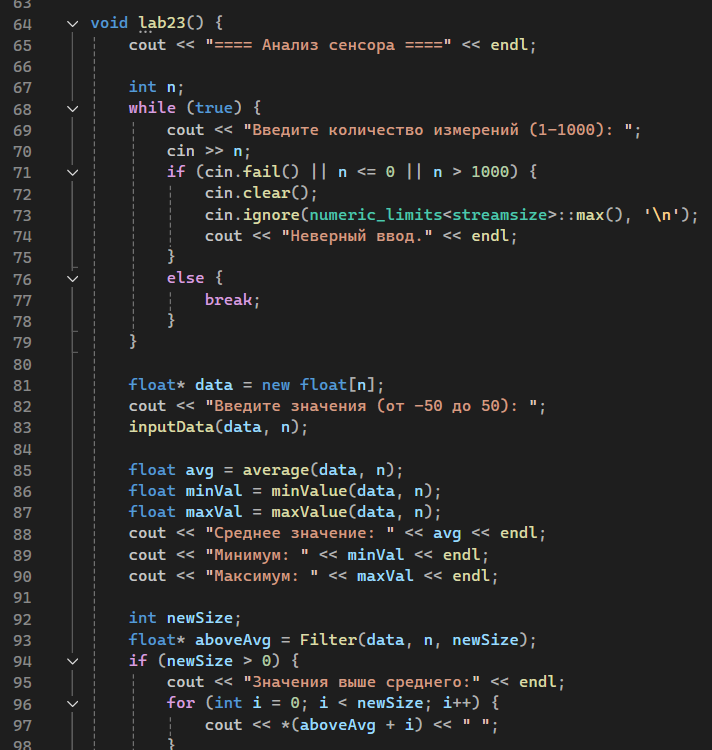 63
64 void lab23() {
65 cout << "==== Анализ сенсора ====" << endl;
66
67 int n;
68 while (true) {
69 cout << "Введите количество измерений (1-1000): ";
70 cin >> n;
71 if (cin.fail() || n <= 0 || n > 1000) {
72 cin.clear();
73 cin.ignore(numeric_limits<streamsize>::max(), '\n');
74 cout << "Неверный ввод." << endl;
75 }
76 else {
77 break;
78 }
79 }
80
81 float* data = new float[n];
82 cout << "Введите значения (от -50 до 50): ";
83 inputData(data, n);
84
85 float avg = average(data, n);
86 float minVal = minValue(data, n);
87 float maxVal = maxValue(data, n);
88 cout << "Среднее значение: " << avg << endl;
89 cout << "Минимум: " << minVal << endl;
90 cout << "Максимум: " << maxVal << endl;
91
92 int newSize;
93 float* aboveAvg = Filter(data, n, newSize);
94 if (newSize > 0) {
95 cout << "Значения выше среднего:" << endl;
96 for (int i = 0; i < newSize; i++) {
97 cout << *(aboveAvg + i) << " ";
98 }